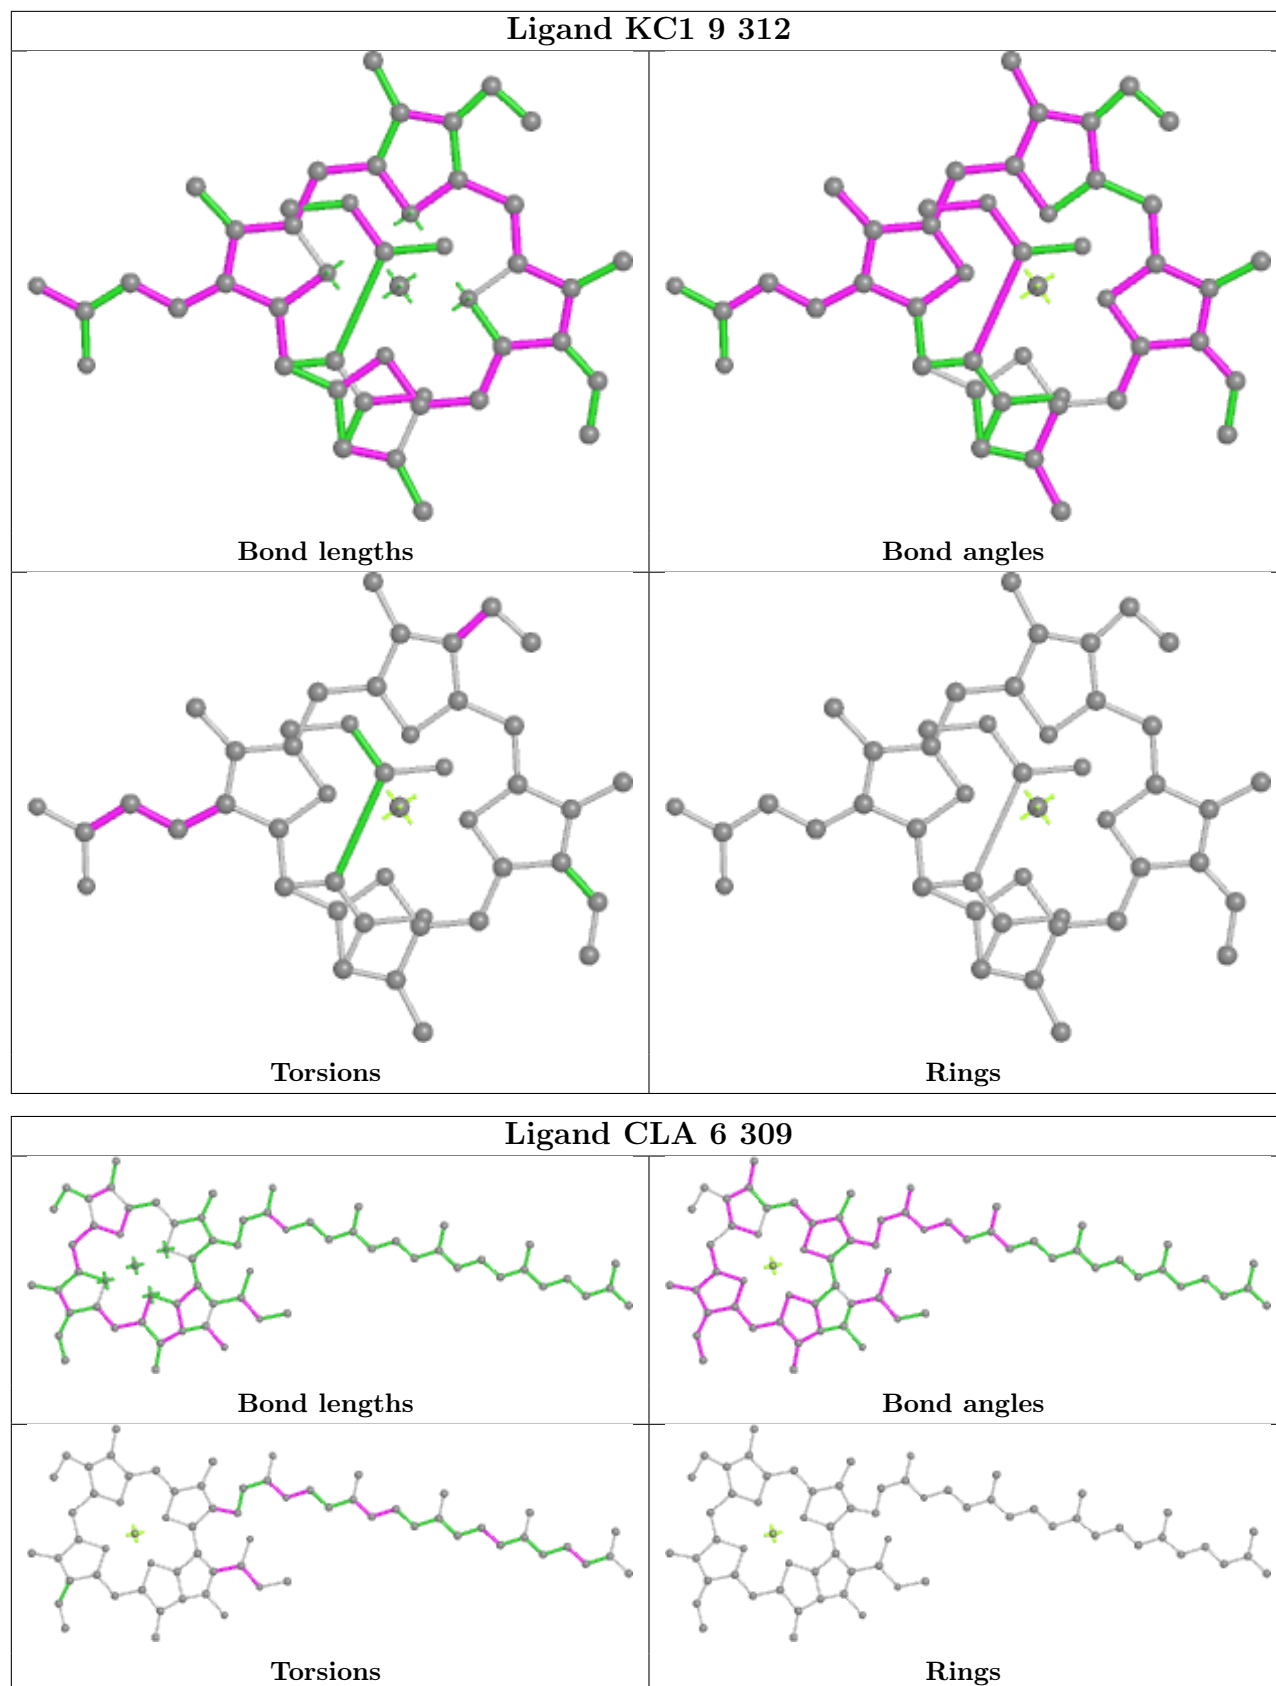 Ligand KC1 9 312
Bond lengths
Bond angles
Torsions
Rings
Ligand CLA 6 309
Bond lengths
Bond angles
Torsions
Rings